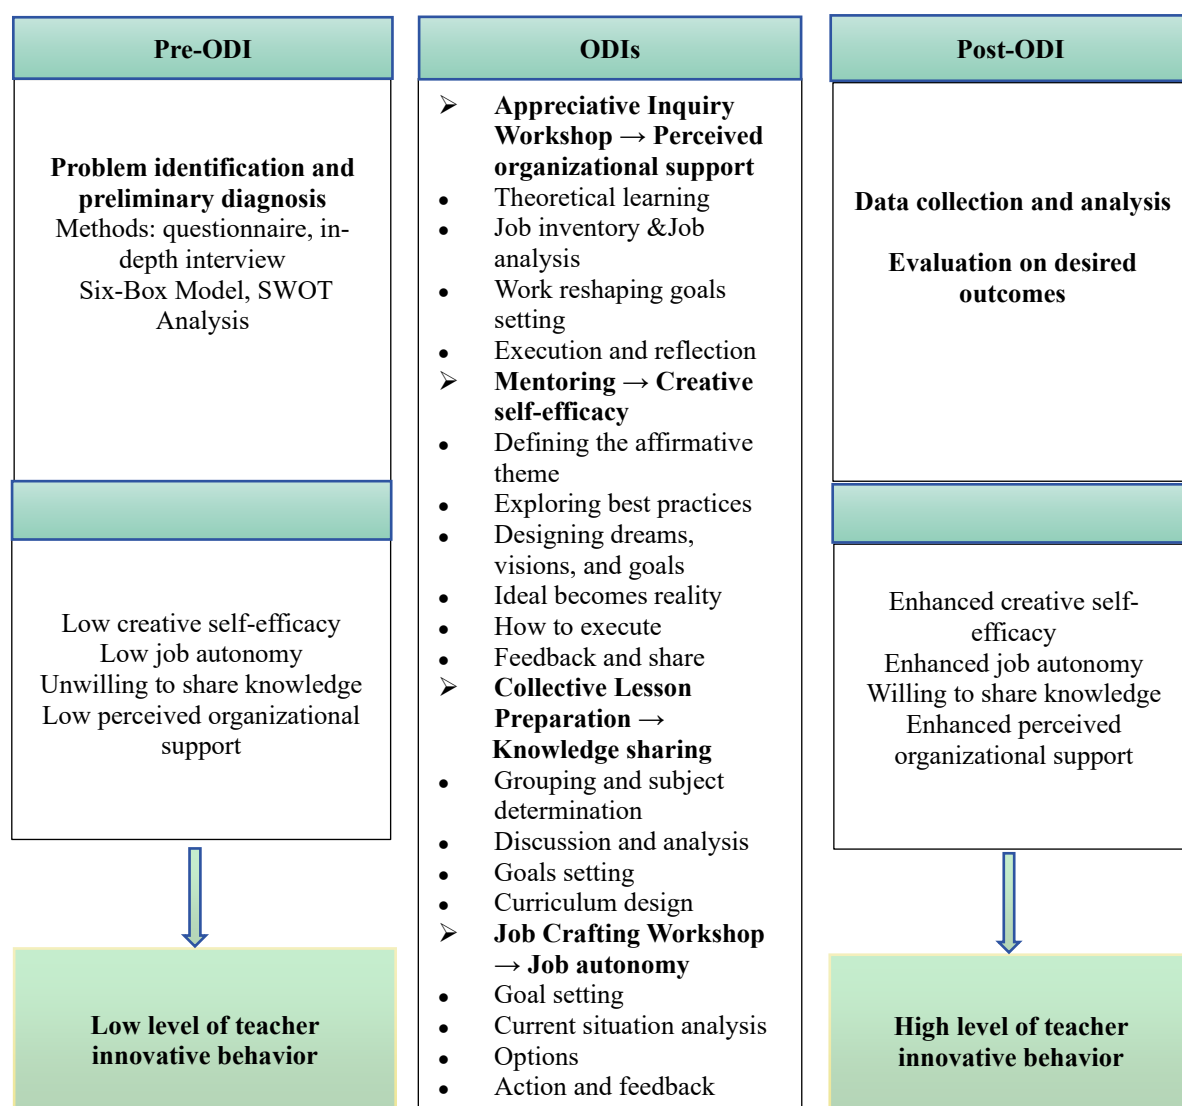 Pre-ODI
Problem identification and
preliminary diagnosis
Methods: questionnaire, in-
depth interview
Six-Box Model, SWOT
Analysis
Low creative self-efficacy
Low job autonomy
Unwilling to share knowledge
Low perceived organizational
support
Low level of teacher
innovative behavior
ODIs
➢ Appreciative Inquiry
Workshop → Perceived
organizational support
• Theoretical learning
• Job inventory &Job
analysis
• Work reshaping goals
setting
• Execution and reflection
➢ Mentoring → Creative
self-efficacy
• Defining the affirmative
theme
• Exploring best practices
• Designing dreams,
visions, and goals
• Ideal becomes reality
• How to execute
• Feedback and share
➢ Collective Lesson
Preparation →
Knowledge sharing
• Grouping and subject
determination
• Discussion and analysis
• Goals setting
• Curriculum design
➢ Job Crafting Workshop
→ Job autonomy
• Goal setting
• Current situation analysis
• Options
• Action and feedback
Post-ODI
Data collection and analysis
Evaluation on desired
outcomes
Enhanced creative self-
efficacy
Enhanced job autonomy
Willing to share knowledge
Enhanced perceived
organizational support
High level of teacher
innovative behavior